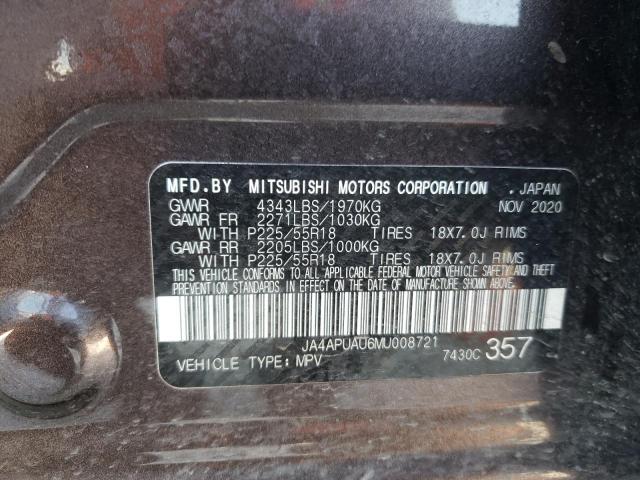 MFD.BY MITSUBISHI MOTORS CORPORATION . JAPAN
GVWR 4343LBS/1970KG NOV 2020
GAWR FR 2271LBS/1030KG
WITH P225/55R18 TIRES 18X7.0J RIMS
GAWR RR 2205LBS/1000KG
WITH P225/55R18 TIRES 18X7.0J RIMS
THIS VEHICLE CONFORMS TO ALL APPLICABLE FEDERAL MOTOR VEHICLE SAFETY AND THEFT
PREVENTION STANDARDS IN EFFECT ON THE DATE OF MANUFACTURE SHOWN ABOVE.
JA4APUAU6MU008721
VEHICLE TYPE: MPV 7430C 357